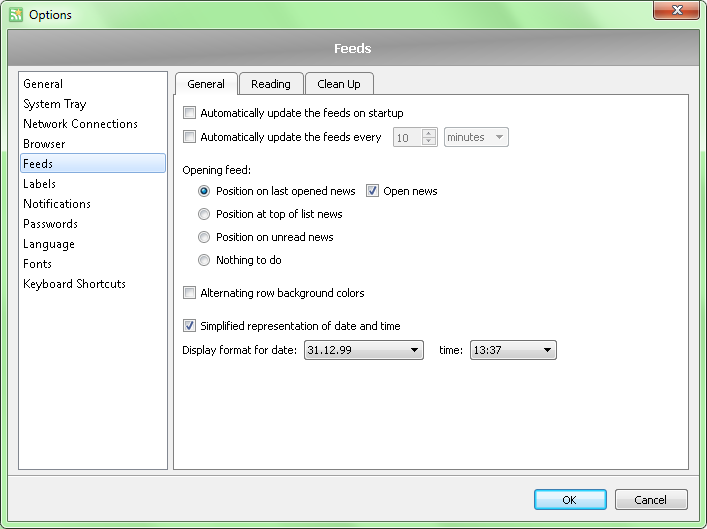 Options
Feeds
General
System Tray
Network Connections
Browser
Feeds
Labels
Notifications
Passwords
Language
Fonts
Keyboard Shortcuts
General Reading Clean Up
Automatically update the feeds on startup
Automatically update the feeds every 10 minutes
Opening feed:
Position on last opened news Open news
Position at top of list news
Position on unread news
Nothing to do
Alternating row background colors
Simplified representation of date and time
Display format for date: 31.12.99 time: 13:37
OK Cancel